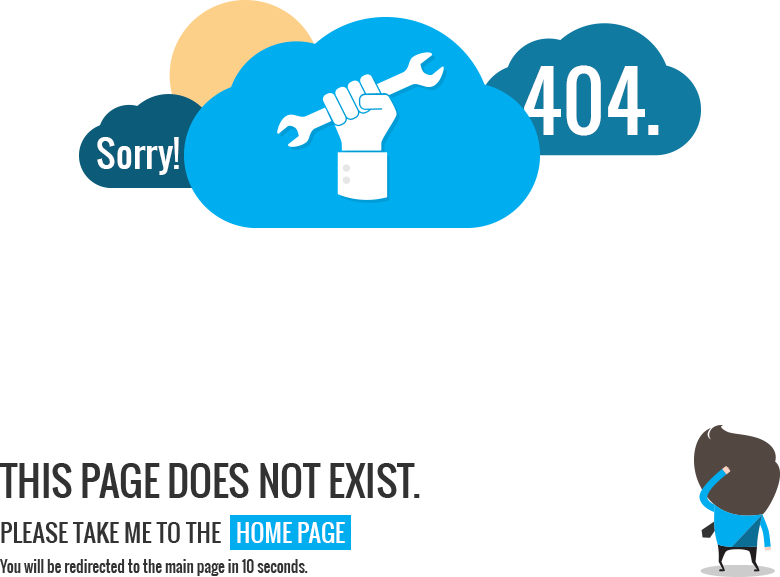 Sorry!
404.
THIS PAGE DOES NOT EXIST.
PLEASE TAKE ME TO THE HOME PAGE
You will be redirected to the main page in 10 seconds.